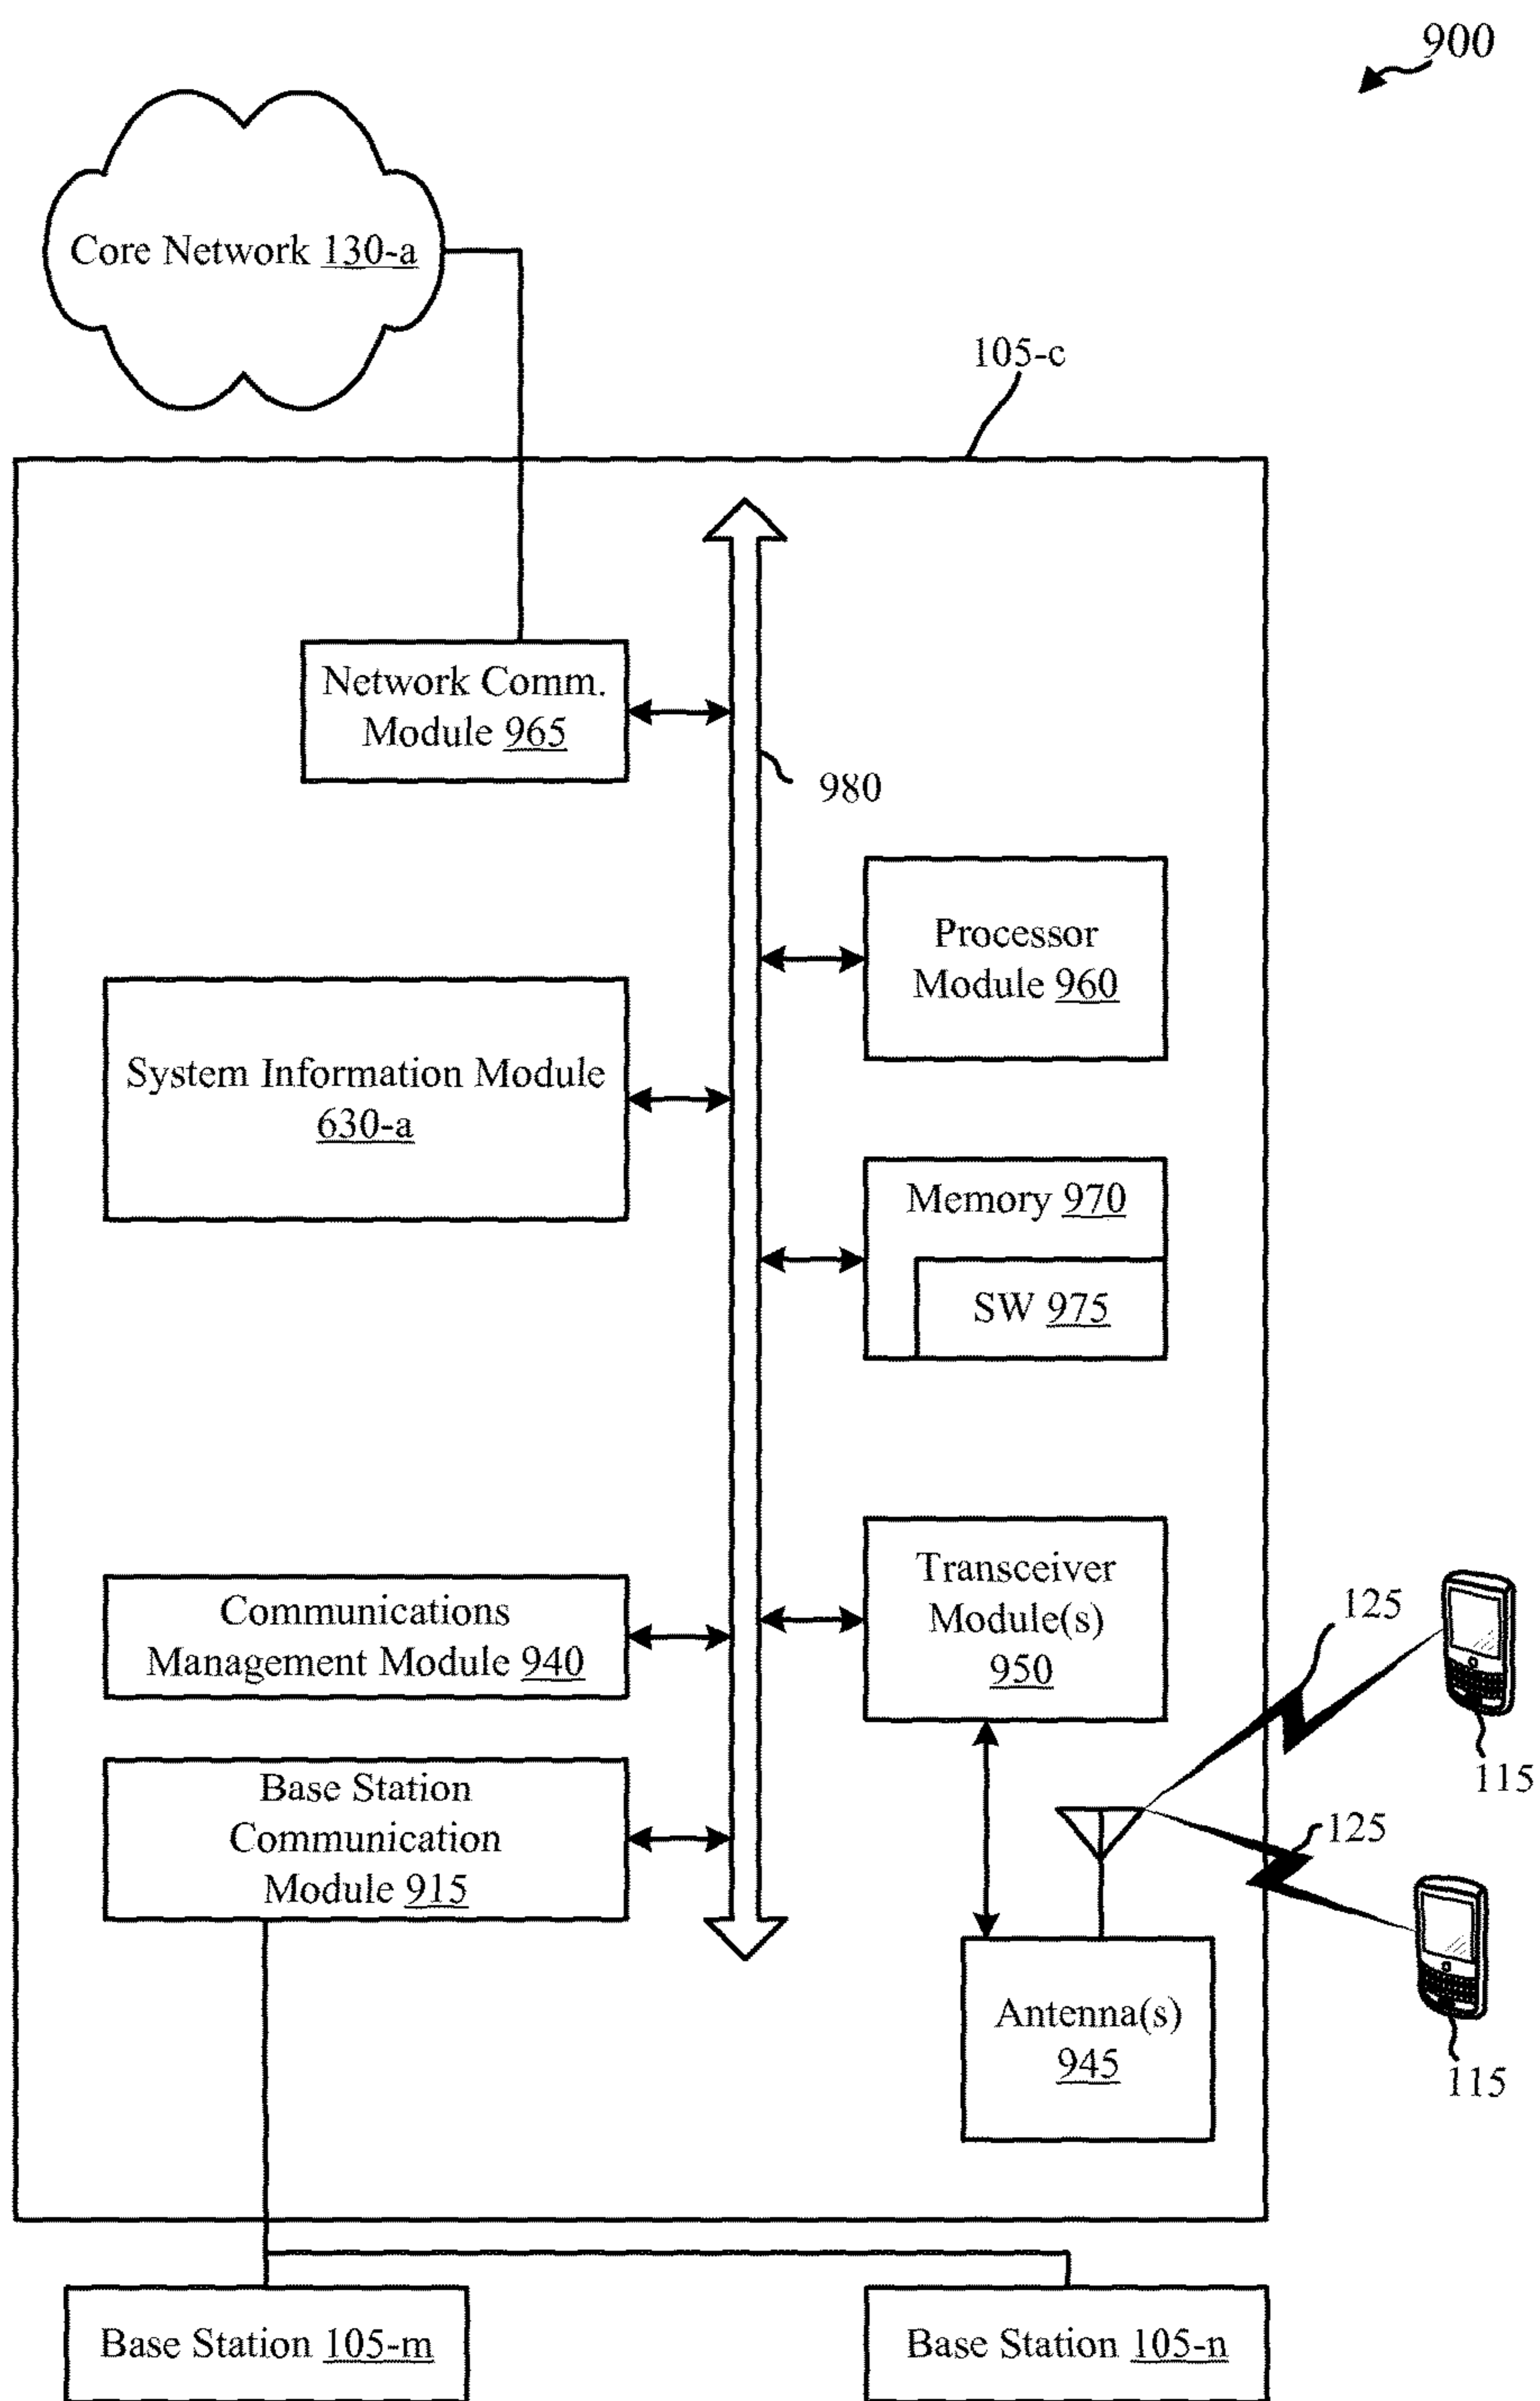 900
Core Network 130-a
105-c
Network Comm.
Module 965
980
Processor
Module 960
System Information Module
630-a
Memory 970
SW 975
Communications
Management Module 940
Transceiver
Module(s)
950
125
115
Base Station
Communication
Module 915
125
Antenna(s)
945
115
Base Station 105-m
Base Station 105-n